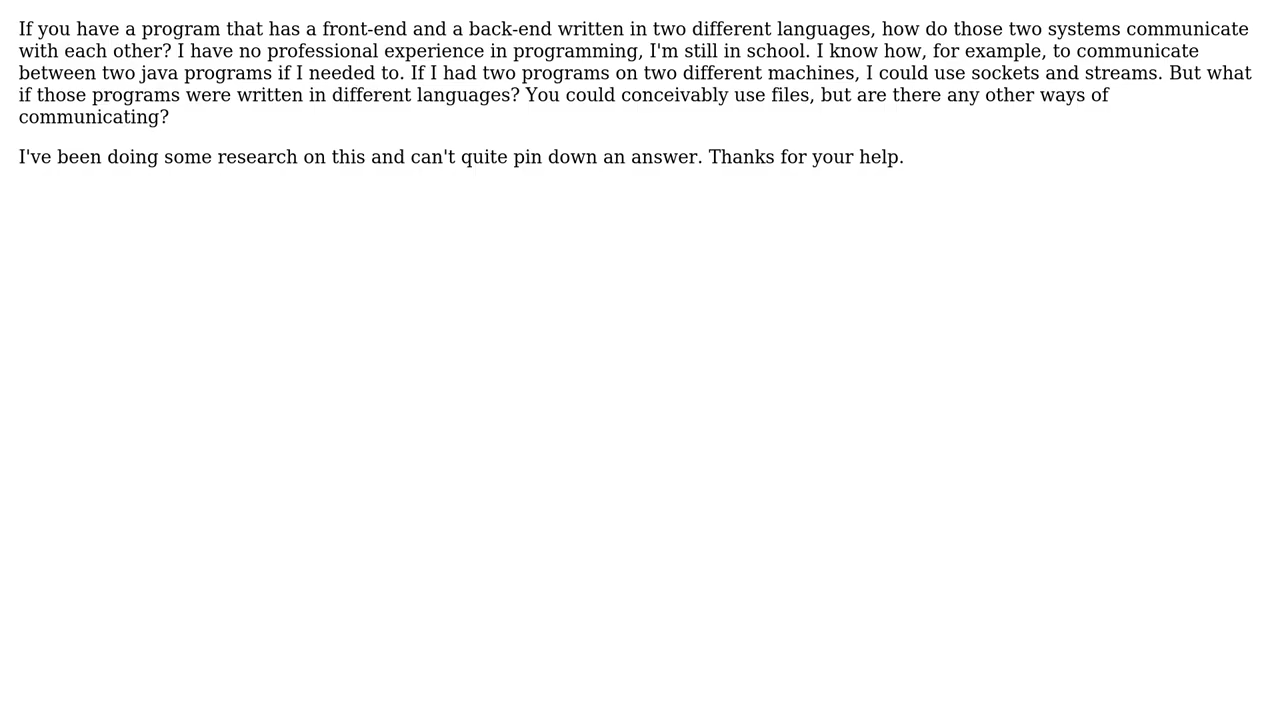 If you have a program that has a front-end and a back-end written in two different languages, how do those two systems communicate
with each other? I have no professional experience in programming, I'm still in school. I know how, for example, to communicate
between two java programs if I needed to. If I had two programs on two different machines, I could use sockets and streams. But what
if those programs were written in different languages? You could conceivably use files, but are there any other ways of
communicating?
I've been doing some research on this and can't quite pin down an answer. Thanks for your help.